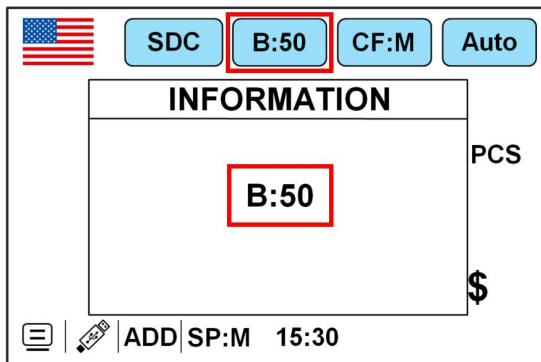 SDC B:50 CF:M Auto
INFORMATION
PCS
B:50
$
ADD SP:M 15:30